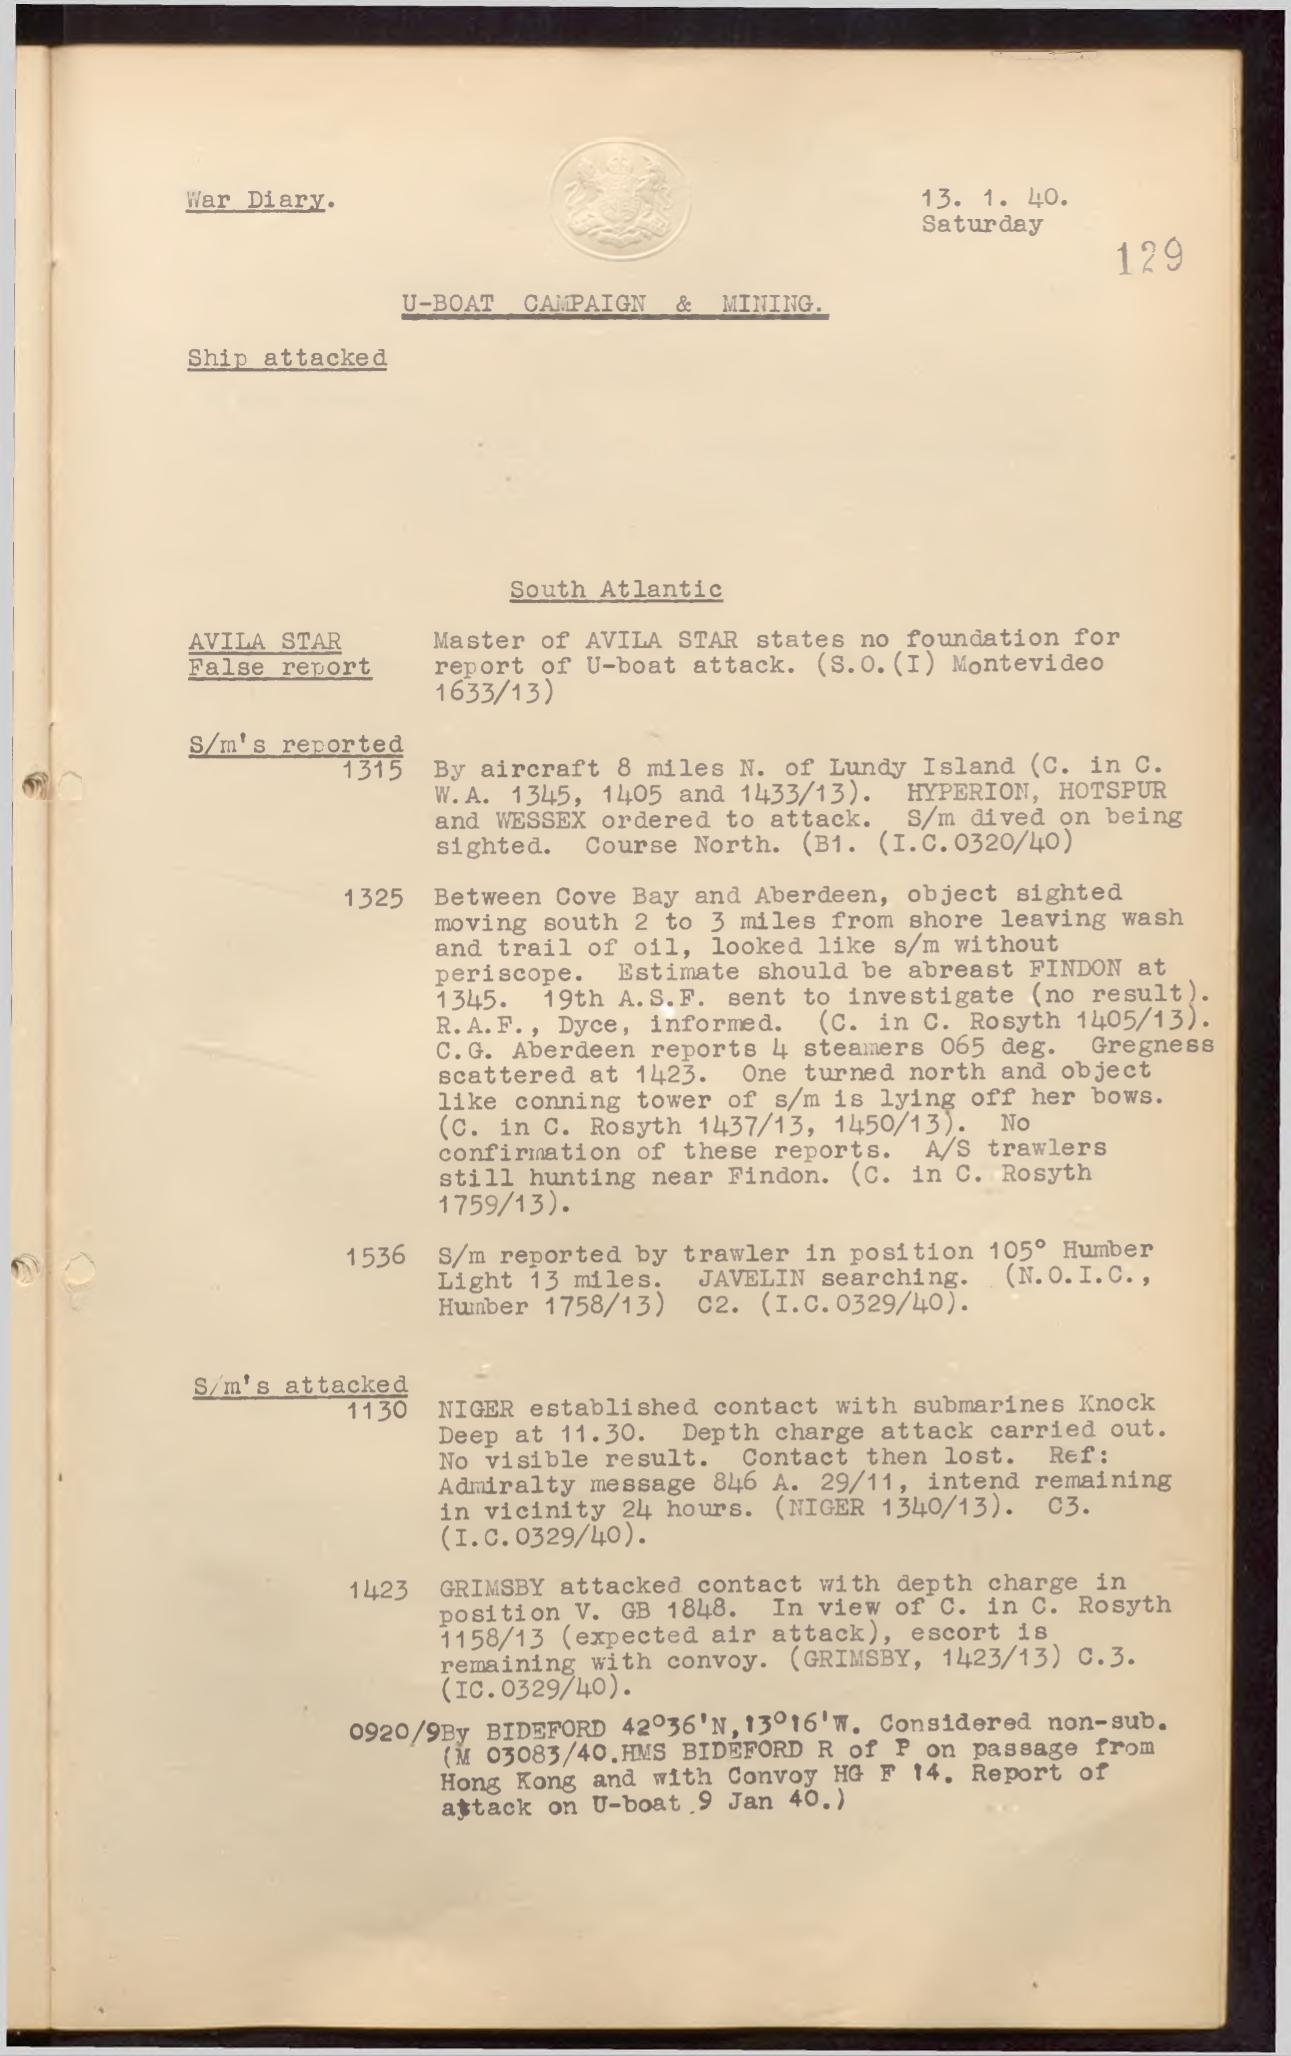 War Diary.
13. 1. 40.
Saturday
129
U-BOAT CAMPAIGN & MINING.
Ship attacked
South Atlantic
AVILA STAR
False report
Master of AVILA STAR states no foundation for
report of U-boat attack. (S.O.(I) Montevideo
1633/13)
S/m's reported
1315 By aircraft 8 miles N. of Lundy Island (C. in C.
W.A. 1345, 1405 and 1433/13). HYPERION, HOTSPUR
and WESSEX ordered to attack. S/m dived on being
sighted. Course North. (B1. (I.C.0320/40)
1325 Between Cove Bay and Aberdeen, object sighted
moving south 2 to 3 miles from shore leaving wash
and trail of oil, looked like s/m without
periscope. Estimate should be abreast FINDON at
1345. 19th A.S.F. sent to investigate (no result).
R.A.F., Dyce, informed. (C. in C. Rosyth 1405/13).
C.G. Aberdeen reports 4 steamers 065 deg. Gregness
scattered at 1423. One turned north and object
like conning tower of s/m is lying off her bows.
(C. in C. Rosyth 1437/13, 1450/13). No
confirmation of these reports. A/S trawlers
still hunting near Findon. (C. in C. Rosyth
1759/13).
1536 S/m reported by trawler in position 105° Humber
Light 13 miles. JAVELIN searching. (N.O.I.C.,
Humber 1758/13) C2. (I.C.0329/40).
S/m's attacked
1130 NIGER established contact with submarines Knock
Deep at 11.30. Depth charge attack carried out.
No visible result. Contact then lost. Ref:
Admiralty message 846 A. 29/11, intend remaining
in vicinity 24 hours. (NIGER 1340/13). C3.
(I.C.0329/40).
1423 GRIMSBY attacked contact with depth charge in
position V. GB 1848. In view of C. in C. Rosyth
1158/13 (expected air attack), escort is
remaining with convoy. (GRIMSBY, 1423/13) C.3.
(IC.0329/40).
0920/9 By BIDEFORD 42°36'N,13°16'W. Considered non-sub.
(M 03083/40.HMS BIDEFORD R of P on passage from
Hong Kong and with Convoy HG F 14. Report of
attack on U-boat 9 Jan 40.)